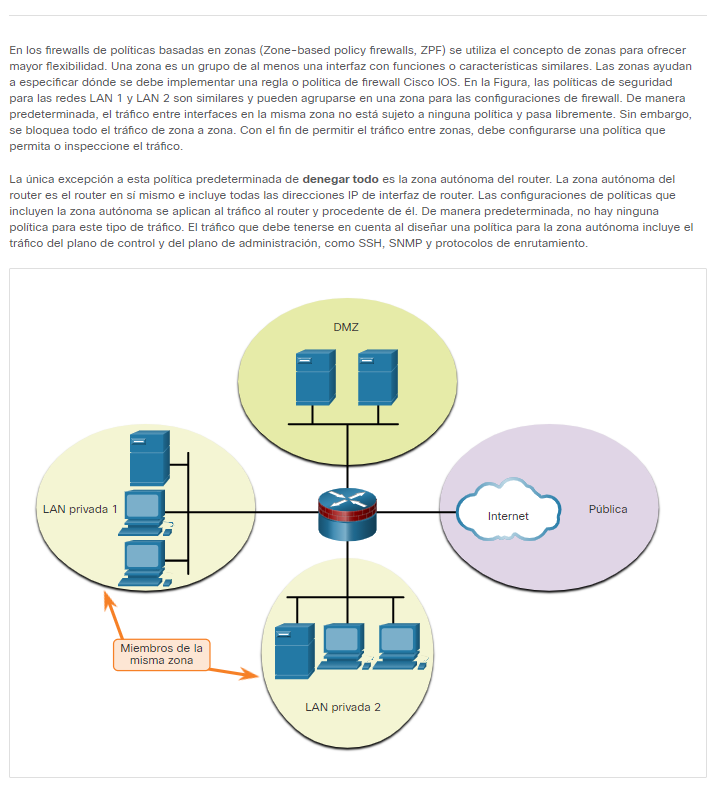 En los firewalls de políticas basadas en zonas (Zone-based policy firewalls, ZPF) se utiliza el concepto de zonas para ofrecer
mayor flexibilidad. Una zona es un grupo de al menos una interfaz con funciones o características similares. Las zonas ayudan
a especificar dónde se debe implementar una regla o política de firewall Cisco IOS. En la Figura, las políticas de seguridad
para las redes LAN 1 y LAN 2 son similares y pueden agruparse en una zona para las configuraciones de firewall. De manera
predeterminada, el tráfico entre interfaces en la misma zona no está sujeto a ninguna política y pasa libremente. Sin embargo,
se bloquea todo el tráfico de zona a zona. Con el fin de permitir el tráfico entre zonas, debe configurarse una política que
permita o inspeccione el tráfico.
La única excepción a esta política predeterminada de denegar todo es la zona autónoma del router. La zona autónoma del
router es el router en sí mismo e incluye todas las direcciones IP de interfaz de router. Las configuraciones de políticas que
incluyen la zona autónoma se aplican al tráfico al router y procedente de él. De manera predeterminada, no hay ninguna
política para este tipo de tráfico. El tráfico que debe tenerse en cuenta al diseñar una política para la zona autónoma incluye el
tráfico del plano de control y del plano de administración, como SSH, SNMP y protocolos de enrutamiento.
DMZ
LAN privada 1
Internet
Pública
Miembros de la
misma zona
LAN privada 2